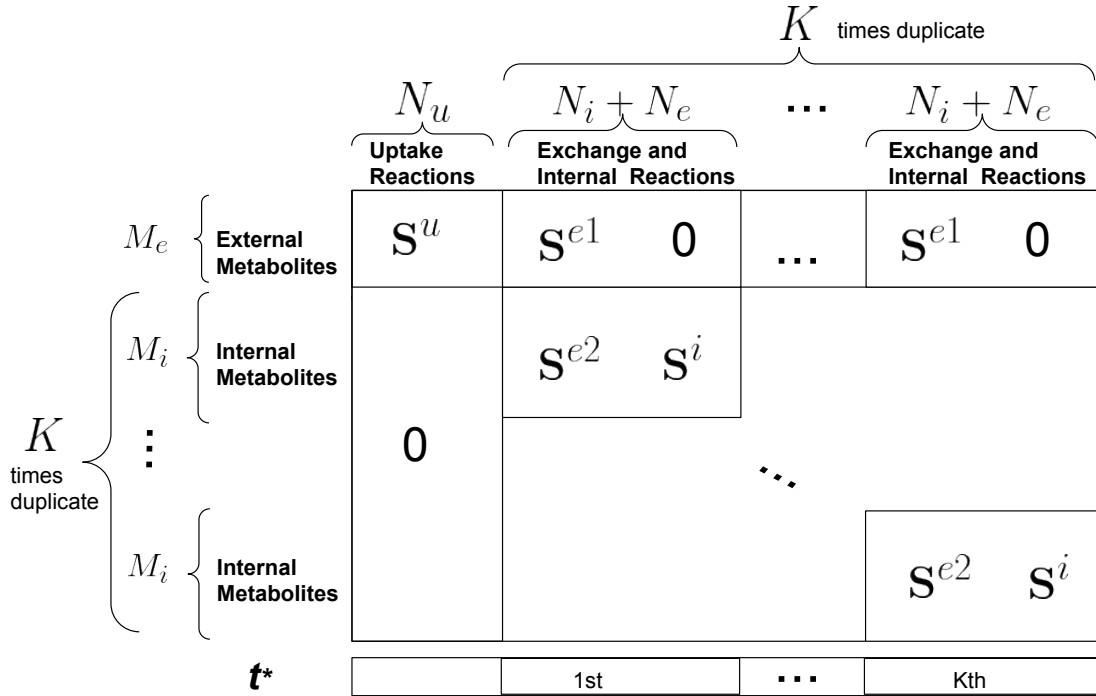 K times duplicate
N_u N_i + N_e ... N_i + N_e
Uptake Reactions
Exchange and Internal Reactions
Exchange and Internal Reactions
M_e External Metabolites
S^u S^{e1} 0 ... S^{e1} 0
M_i Internal Metabolites
S^{e2} S^i
K times duplicate
⋮
0
⋱
M_i Internal Metabolites
S^{e2} S^i
t* 1st ... Kth